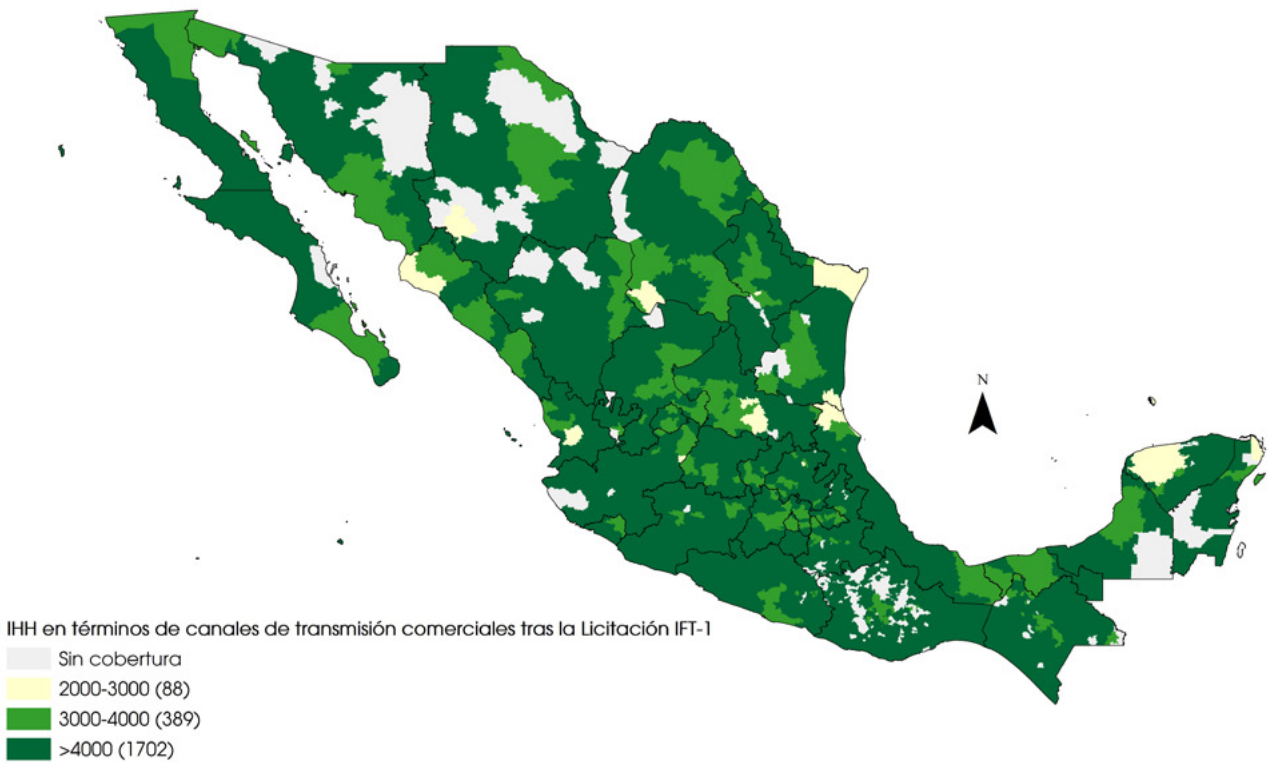 N
IHH en términos de canales de transmisión comerciales tras la Licitación IFT-1
Sin cobertura
2000-3000 (88)
3000-4000 (389)
>4000 (1702)